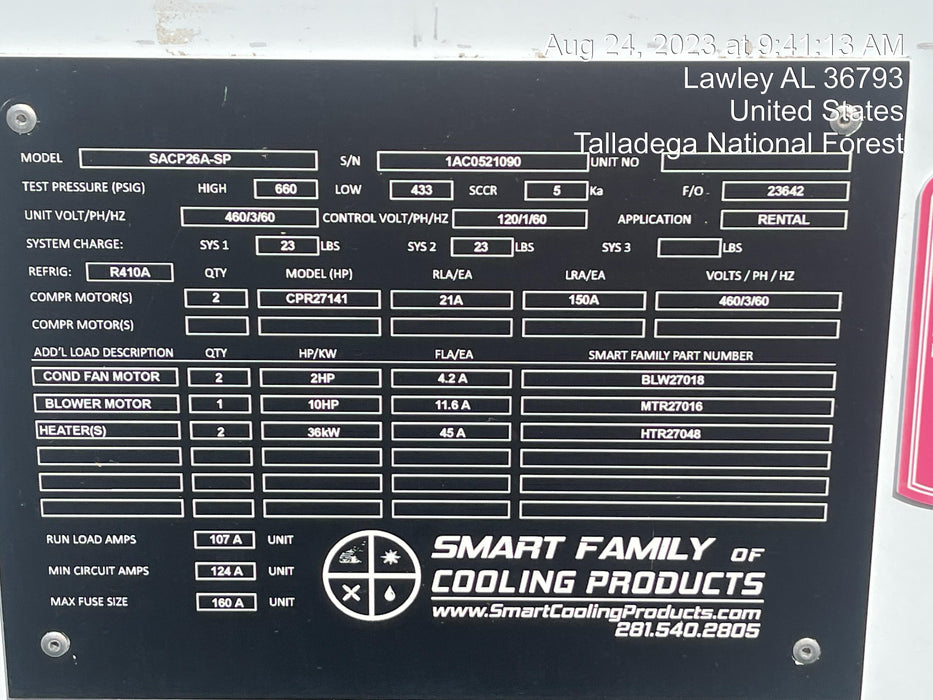 Aug 24, 2023 at 9:41:13 AM
Lawley AL 36793
United States
Talladega National Forest
MODEL SACP26A-SP S/N 1AC0521090 UNIT NO
TEST PRESSURE (PSIG) HIGH 660 LOW 433 SCCR 5 Ka F/O 23642
UNIT VOLT/PH/HZ 460/3/60 CONTROL VOLT/PH/HZ 120/1/60 APPLICATION RENTAL
SYSTEM CHARGE: SYS 1 23 LBS SYS 2 23 LBS SYS 3 LBS
REFRIG: R410A QTY MODEL (HP) RLA/EA LRA/EA VOLTS / PH / HZ
COMPR MOTOR(S) 2 CPR27141 21A 150A 460/3/60
COMPR MOTOR(S)
ADD'L LOAD DESCRIPTION QTY HP/KW FLA/EA SMART FAMILY PART NUMBER
COND FAN MOTOR 2 2HP 4.2 A BLW27018
BLOWER MOTOR 1 10HP 11.6 A MTR27016
HEATER(S) 2 36kW 45 A HTR27048
RUN LOAD AMPS 107 A UNIT
MIN CIRCUIT AMPS 124 A UNIT
MAX FUSE SIZE 160 A UNIT
SMART FAMILY OF
COOLING PRODUCTS
www.SmartCoolingProducts.com
281.540.2805